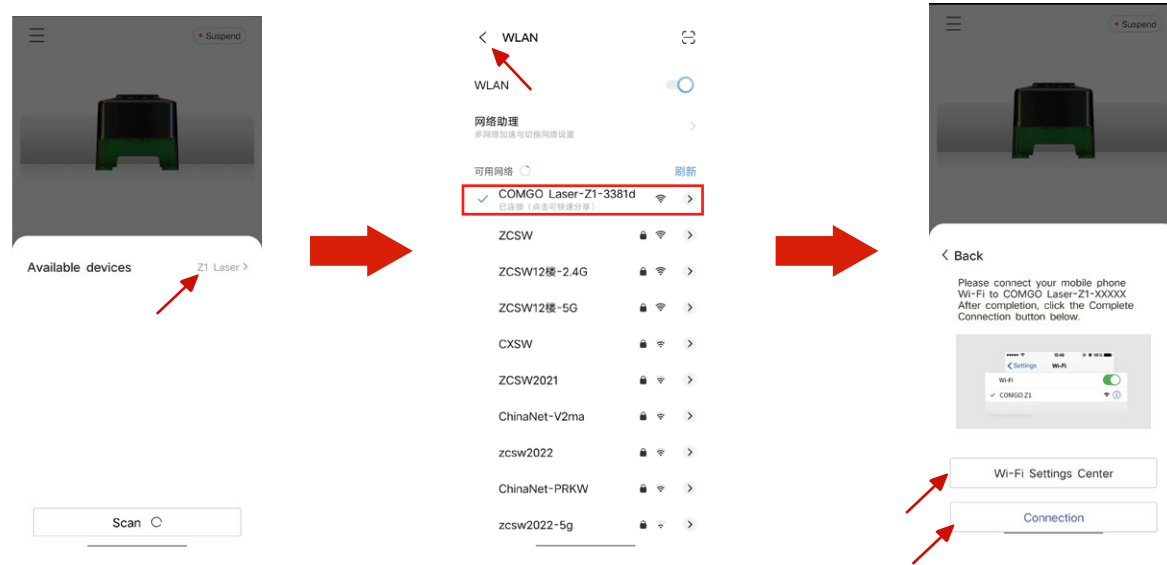 Suspend
Available devices
Z1 Laser
Scan
WLAN
WLAN
网络助理
多网络加速与切换网络设置
可用网络
刷新
COMGO Laser-Z1-3381d
已连接（点击可快速分享）
ZCSW
ZCSW12楼-2.4G
ZCSW12楼-5G
CXSW
ZCSW2021
ChinaNet-V2ma
zcsw2022
ChinaNet-PRKW
zcsw2022-5g
Suspend
Back
Please connect your mobile phone
Wi-Fi to COMGO Laser-Z1-XXXXX
After completion, click the Complete
Connection button below.
Settings
Wi-Fi
Wi-Fi
COMGO Z1
Wi-Fi Settings Center
Connection